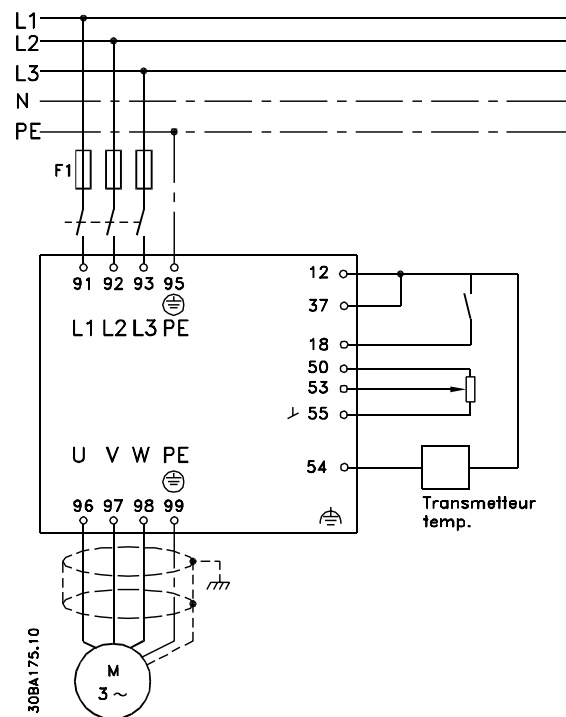 L1
L2
L3
N
PE
F1
91 92 93 95
L1 L2 L3 PE
12
37
18
50
53
55
54
U V W PE
96 97 98 99
Transmetteur
temp.
M
3 ~
30BA175.10